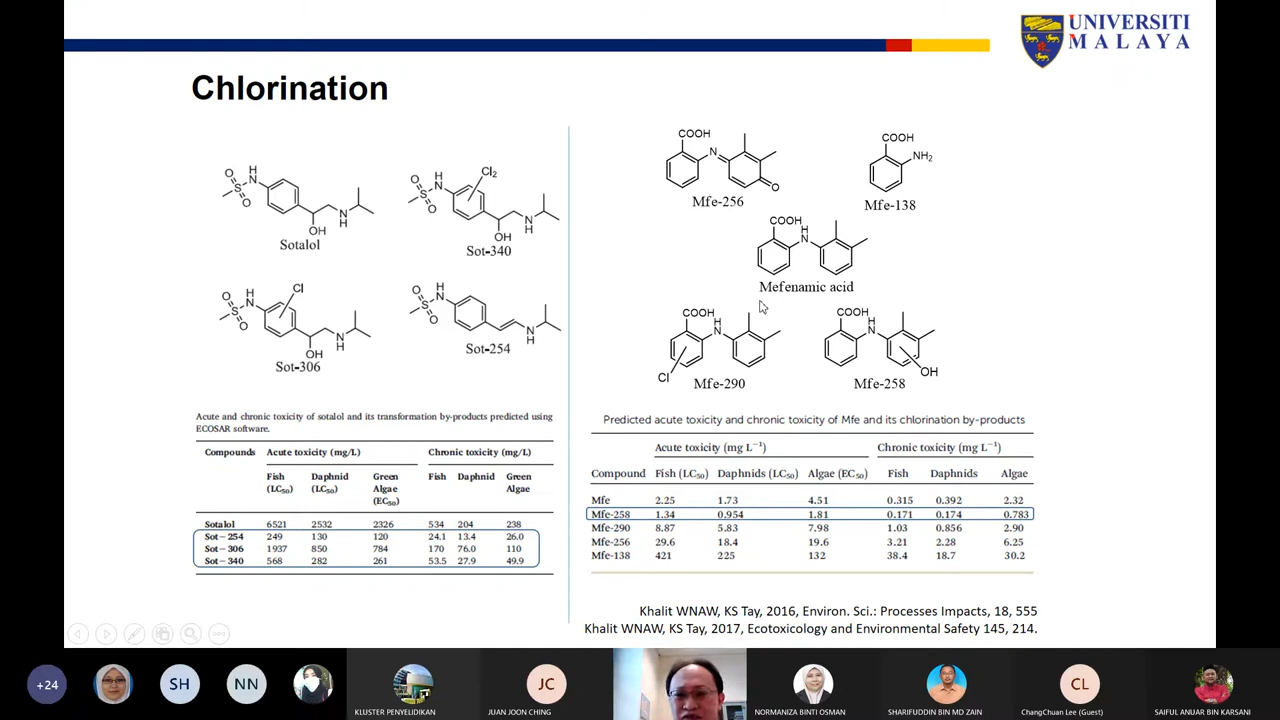 UNIVERSITI
MALAYA
Chlorination
Sotalol
Sot-340
Sot-306
Sot-254
Acute and chronic toxicity of sotalol and its transformation by-products predicted using
ECOSAR software.
Compounds Acute toxicity (mg/L) Chronic toxicity (mg/L)
Fish (LC₅₀) Daphnid (LC₅₀) Green Algae (EC₅₀) Fish Daphnid Green Algae
Sotalol 6521 2532 2326 534 204 238
Sot-254 249 130 120 24.1 13.4 26.0
Sot-306 1937 850 784 170 76.0 110
Sot-340 568 282 261 53.5 27.9 49.9
COOH N O
Mfe-256
COOH NH₂
Mfe-138
COOH H N
Mefenamic acid
COOH H N Cl
Mfe-290
COOH H N OH
Mfe-258
Predicted acute toxicity and chronic toxicity of Mfe and its chlorination by-products
Acute toxicity (mg L⁻¹) Chronic toxicity (mg L⁻¹)
Compound Fish (LC₅₀) Daphnids (LC₅₀) Algae (EC₅₀) Fish Daphnids Algae
Mfe 2.25 1.73 4.51 0.315 0.392 2.32
Mfe-258 1.34 0.954 1.81 0.171 0.174 0.783
Mfe-290 8.87 5.83 7.98 1.03 0.856 2.90
Mfe-256 29.6 18.4 19.6 3.21 2.28 6.25
Mfe-138 421 225 132 38.4 18.7 30.2
Khalit WNAW, KS Tay, 2016, Environ. Sci.: Processes Impacts, 18, 555
Khalit WNAW, KS Tay, 2017, Ecotoxicology and Environmental Safety 145, 214.
+24
SH
NN
KLUSTER PENYELIDIKAN
JC
JUAN JOON CHING
NORMANIZA BINTI OSMAN
SHARIFUDDIN BIN MD ZAIN
CL
ChangChuan Lee (Guest)
SAIFUL ANUAR BIN KARSANI